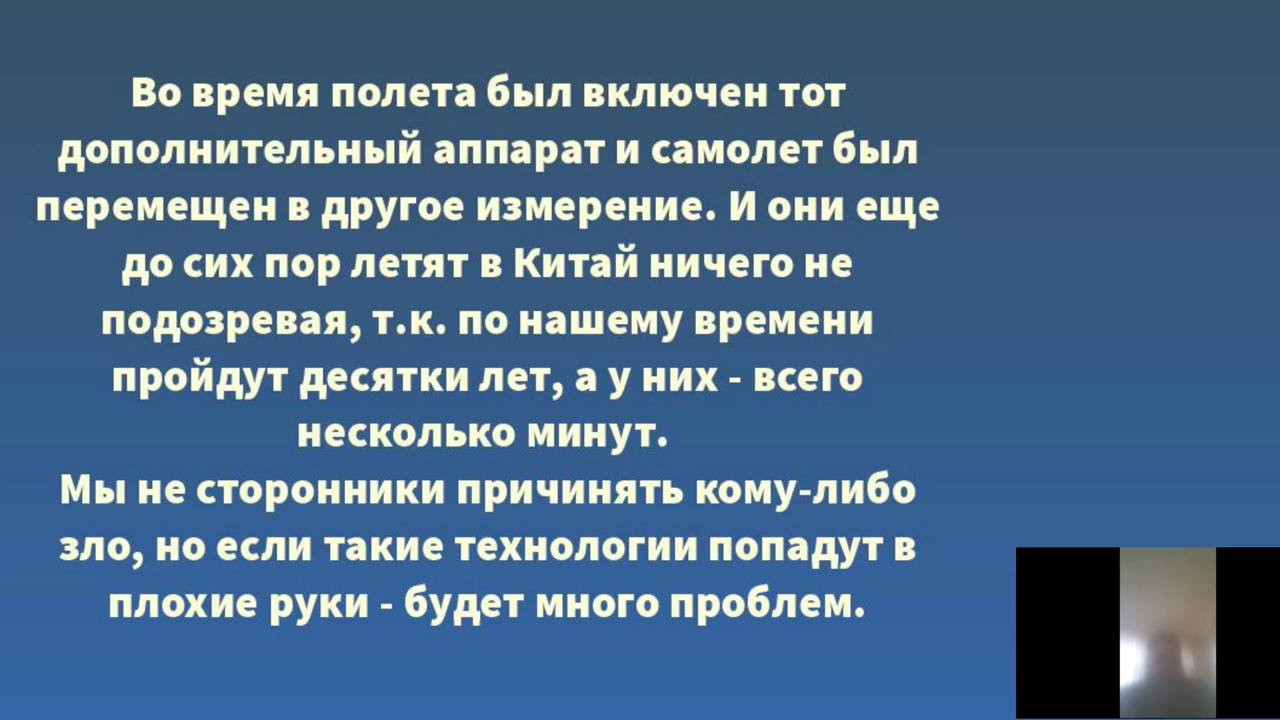 Во время полета был включен тот
дополнительный аппарат и самолет был
перемещен в другое измерение. И они еще
до сих пор летят в Китай ничего не
подозревая, т.к. по нашему времени
пройдут десятки лет, а у них - всего
несколько минут.
Мы не сторонники причинять кому-либо
зло, но если такие технологии попадут в
плохие руки - будет много проблем.